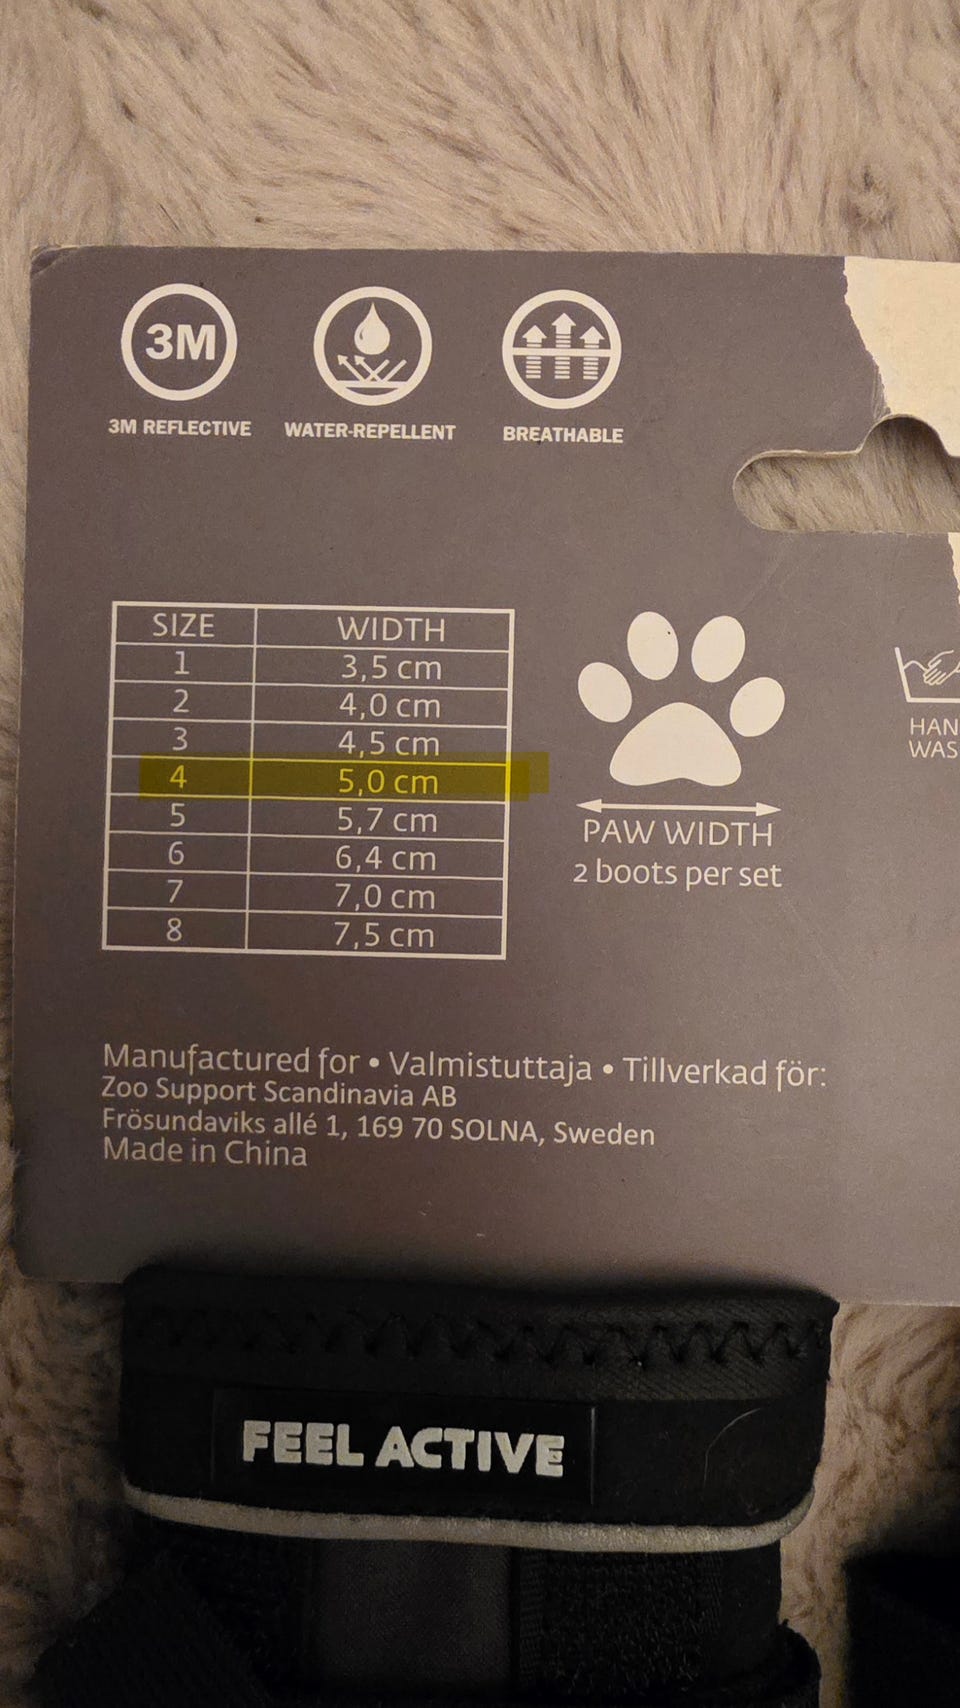 3M
3M REFLECTIVE
WATER-REPELLENT
BREATHABLE
SIZE WIDTH
1 3,5 cm
2 4,0 cm
3 4,5 cm
4 5,0 cm
5 5,7 cm
6 6,4 cm
7 7,0 cm
8 7,5 cm
PAW WIDTH
2 boots per set
HAN
WAS
Manufactured for • Valmistuttaja • Tillverkad för:
Zoo Support Scandinavia AB
Frösundaviks allé 1, 169 70 SOLNA, Sweden
Made in China
FEEL ACTIVE